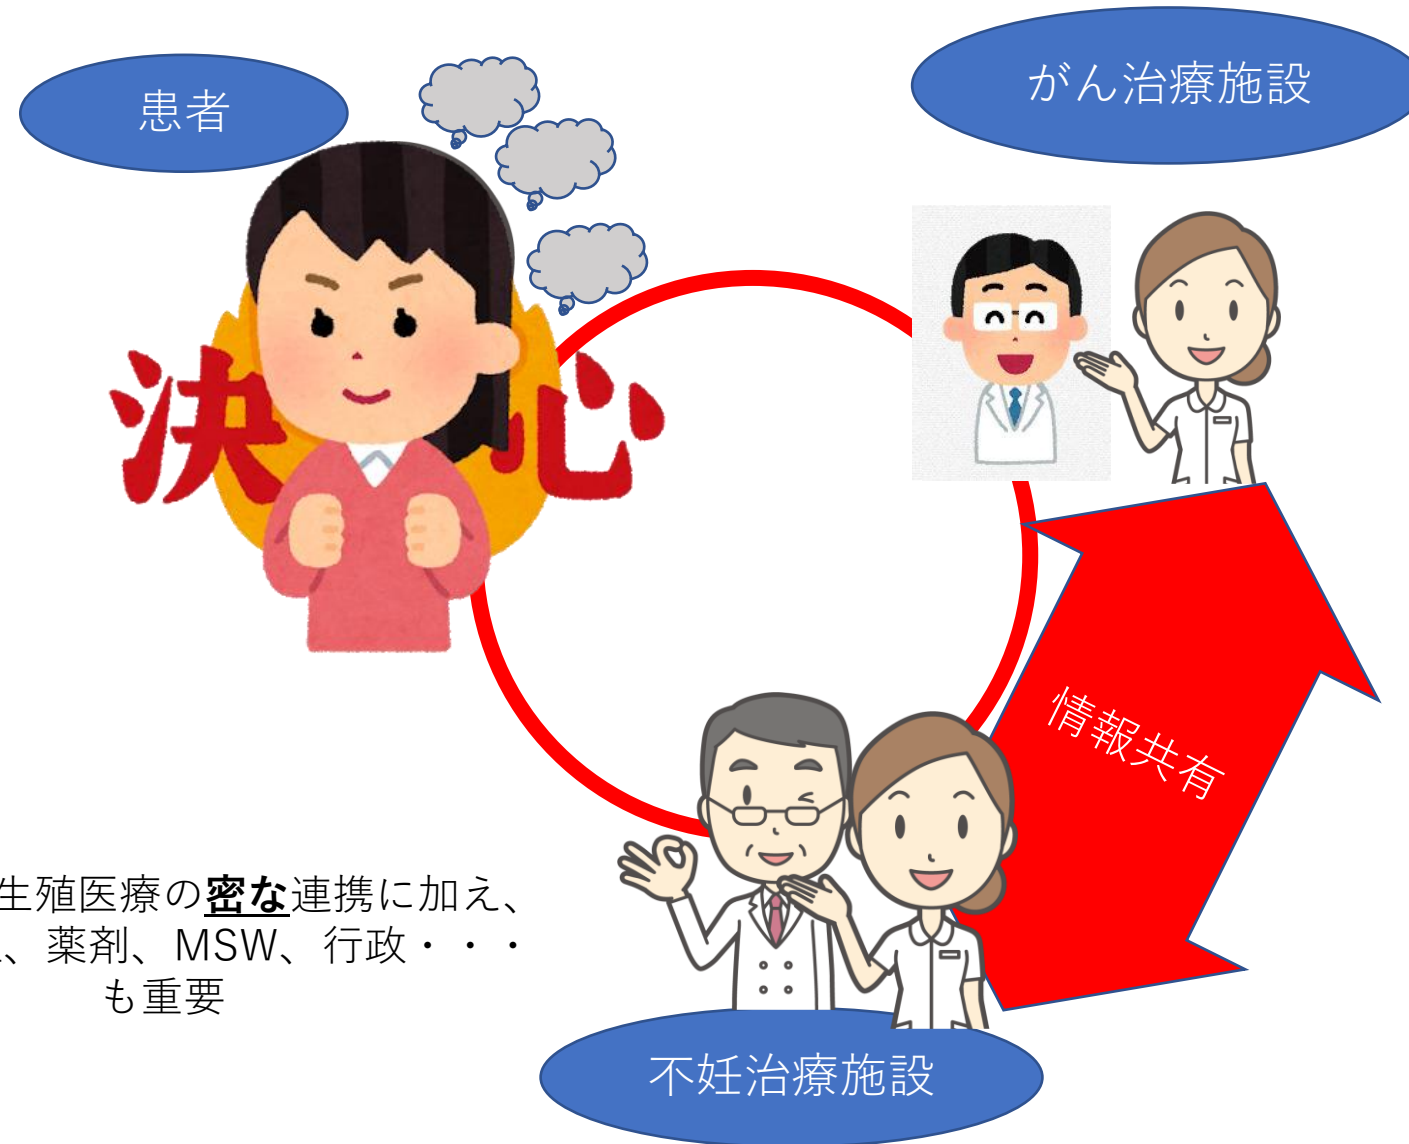 患者
がん治療施設
決心
情報共有
生殖医療の密な連携に加え、
、薬剤、MSW、行政・・・
も重要
不妊治療施設